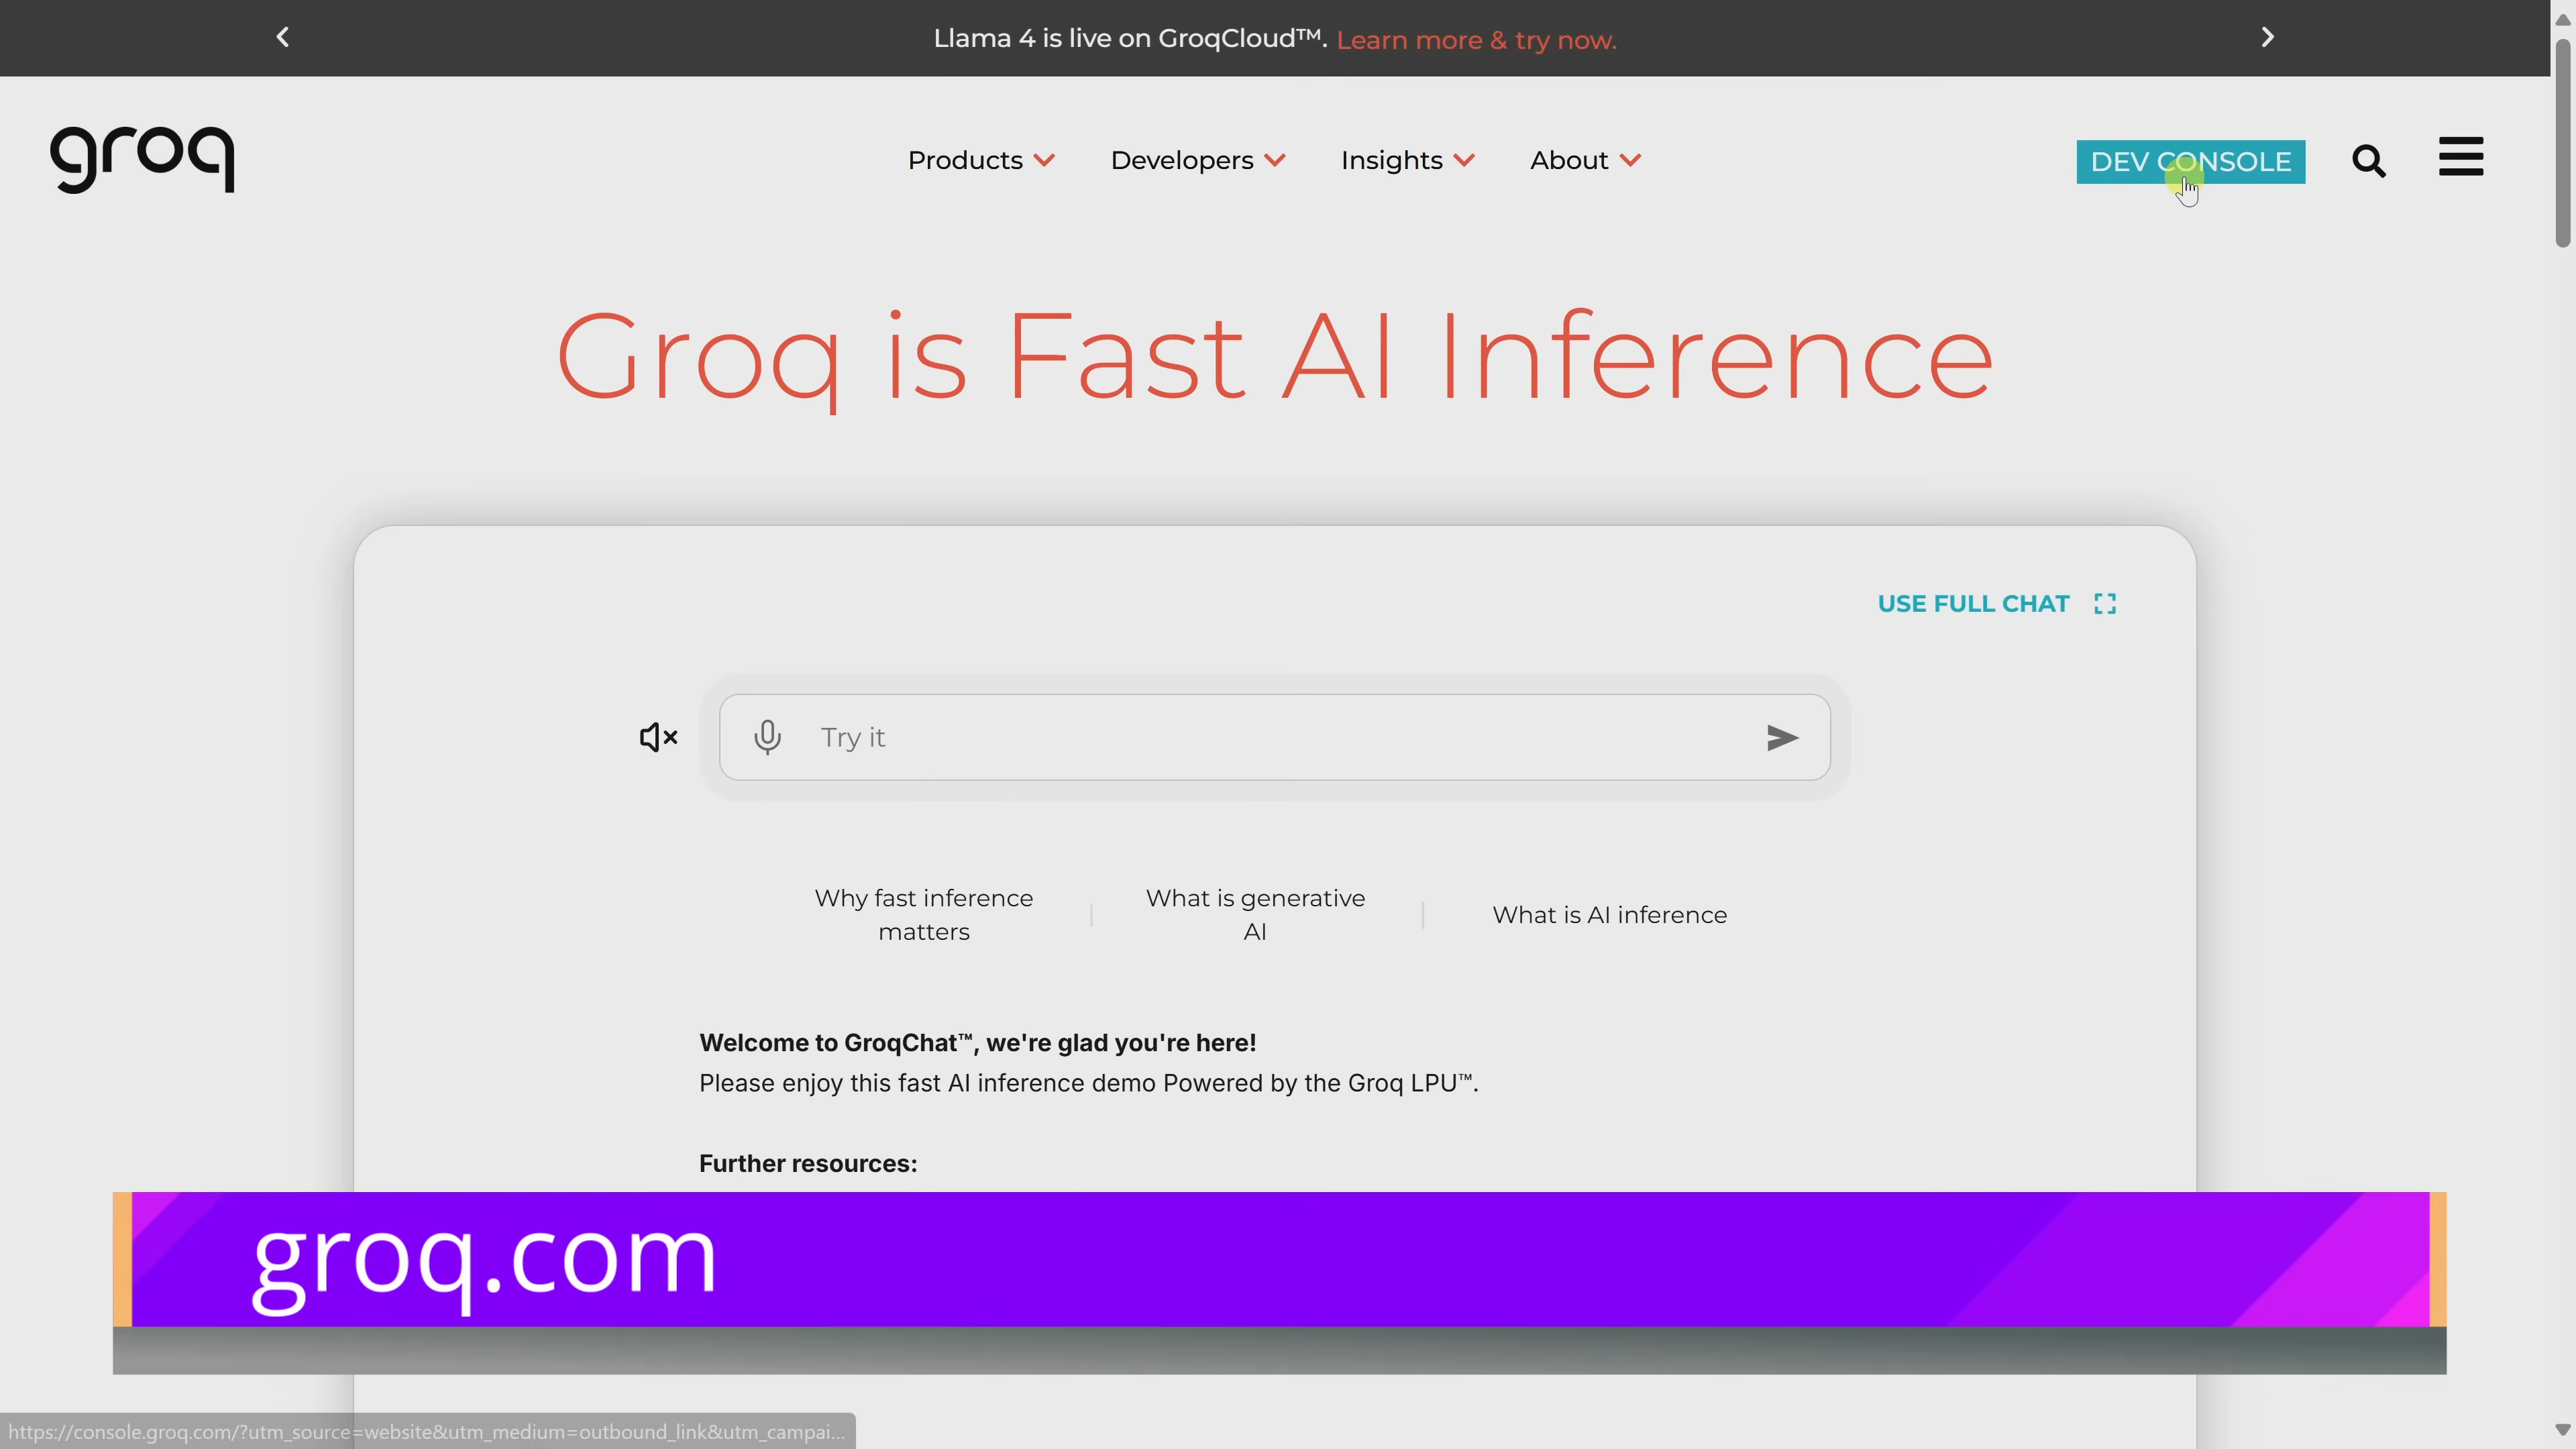 Llama 4 is live on GroqCloud™. Learn more & try now.
groq
Products
Developers
Insights
About
DEV CONSOLE
Groq is Fast AI Inference
USE FULL CHAT
Try it
Why fast inference
matters
What is generative
AI
What is AI inference
Welcome to GroqChat™, we're glad you're here!
Please enjoy this fast AI inference demo Powered by the Groq LPU™.
Further resources:
groq.com
https://console.groq.com/?utm_source=website&utm_medium=outbound_link&utm_campai...